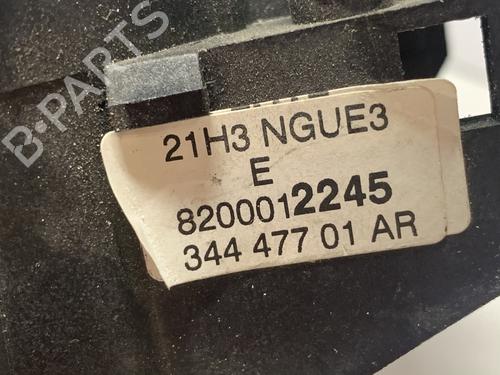 B-PARTS
21H3 NGUE3
E
8200012245
344 477 01 AR